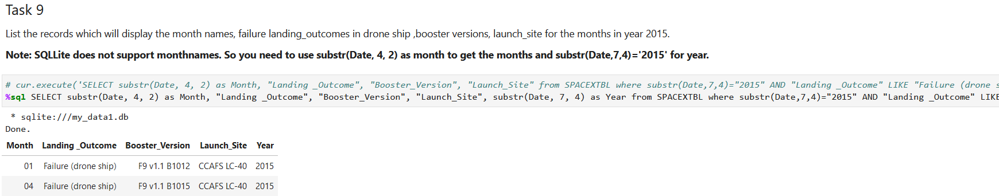 Task 9
List the records which will display the month names, failure landing_outcomes in drone ship ,booster versions, launch_site for the months in year 2015.
Note: SQLLite does not support monthnames. So you need to use substr(Date, 4, 2) as month to get the months and substr(Date,7,4)='2015' for year.
# cur.execute('SELECT substr(Date, 4, 2) as Month, "Landing _Outcome", "Booster_Version", "Launch_Site" from SPACEXTBL where substr(Date,7,4)="2015" AND "Landing _Outcome" LIKE "Failure (drone s
%sql SELECT substr(Date, 4, 2) as Month, "Landing _Outcome", "Booster_Version", "Launch_Site", substr(Date, 7, 4) as Year from SPACEXTBL where substr(Date,7,4)="2015" AND "Landing _Outcome" LIKE
* sqlite:///my_data1.db
Done.
Month Landing _Outcome Booster_Version Launch_Site Year
01 Failure (drone ship) F9 v1.1 B1012 CCAFS LC-40 2015
04 Failure (drone ship) F9 v1.1 B1015 CCAFS LC-40 2015